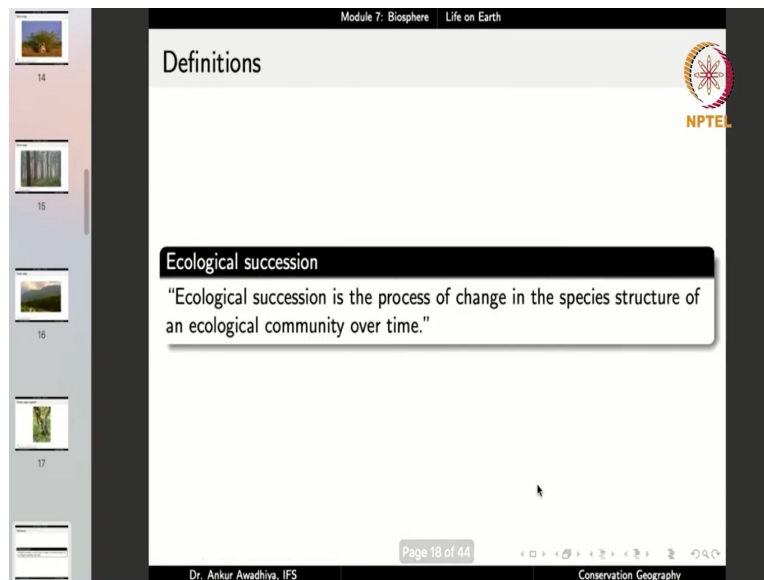 Module 7: Biosphere Life on Earth
Definitions
NPTEL
14
15
16
17
Ecological succession
“Ecological succession is the process of change in the species structure of
an ecological community over time.”
Page 18 of 44
Dr. Ankur Awadhiya, IFS Conservation Geography